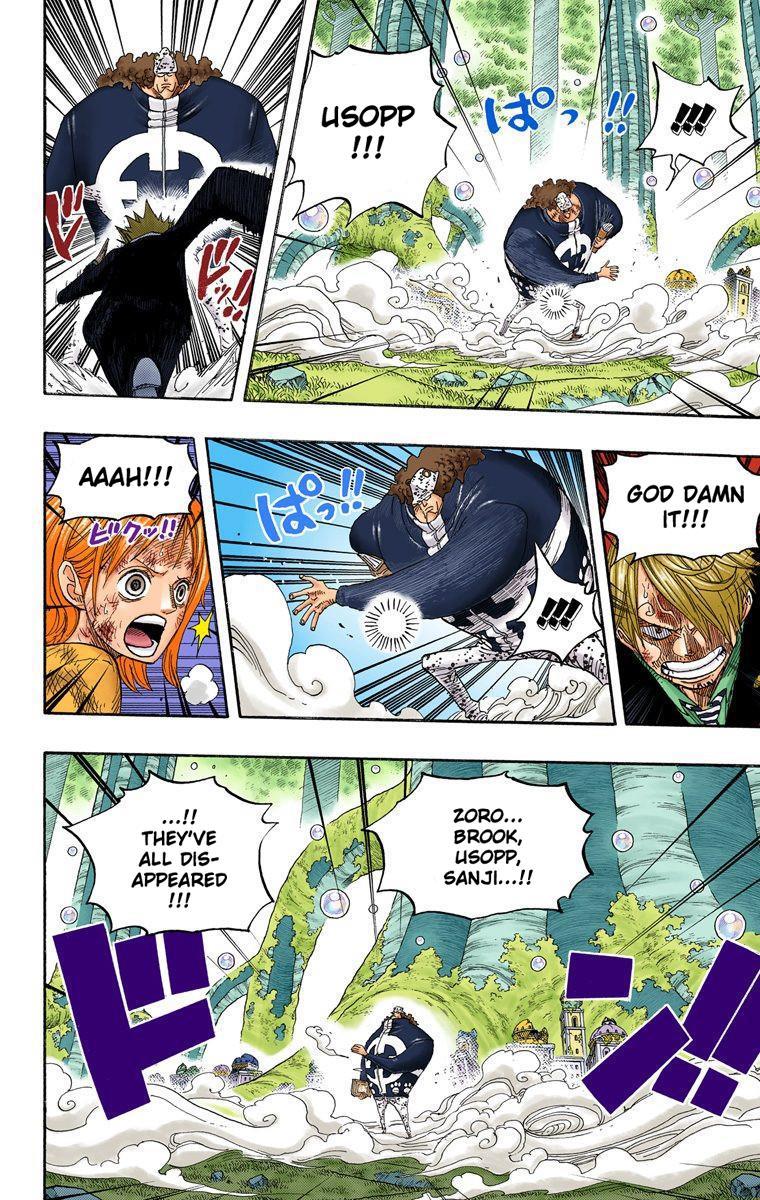 !!!
ぱっ!!
USOPP
!!!
ド
ドッ!!
GOD DAMN
IT!!!
!!!
ぱっ!!
AAAH!!!
ビクッ!!
ZORO...
BROOK,
USOPP,
SANJI...!!
...!!
THEY'VE
ALL DIS-
APPEARED
!!!
ドン!!